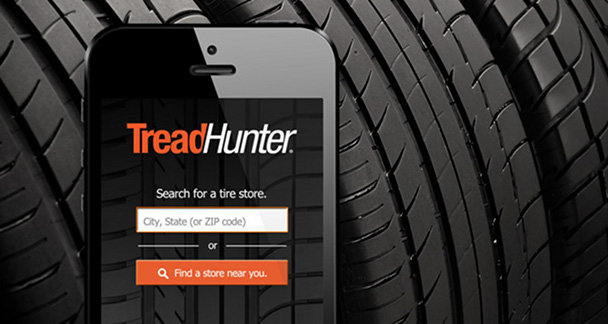 TreadHunter®
Search for a tire store.
City, State (or ZIP code)
or
Find a store near you.